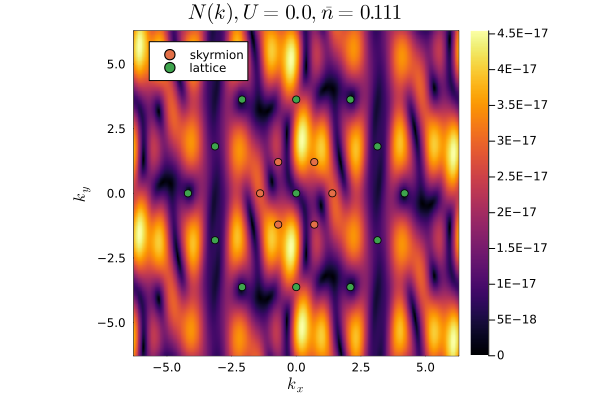 N(k), U = 0.0, n̄ = 0.111
skyrmion
lattice
5.0
2.5
0.0
−2.5
−5.0
k_y
−5.0 −2.5 0.0 2.5 5.0
k_x
4.5E−17
4E−17
3.5E−17
3E−17
2.5E−17
2E−17
1.5E−17
1E−17
5E−18
0